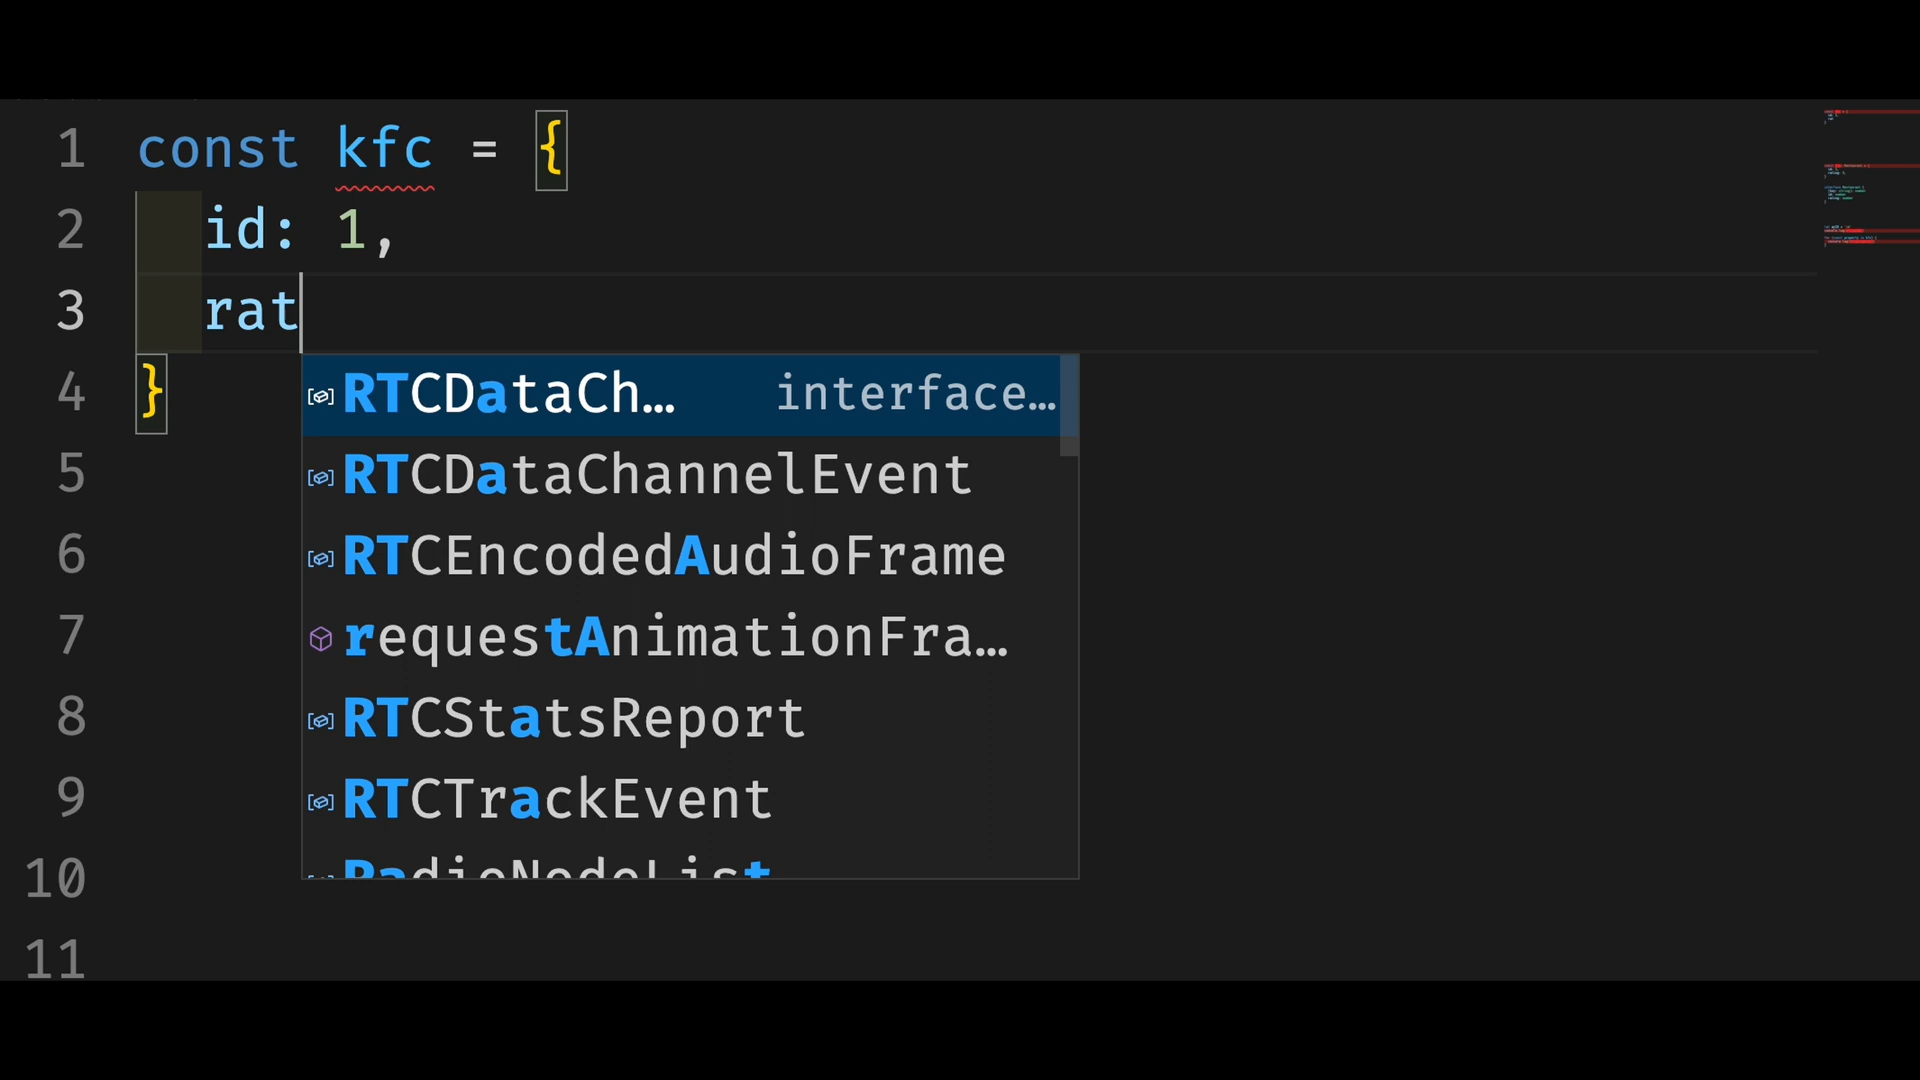 1 const kfc = {
2 id: 1,
3 rat
4 }
RTCDataCh… interface…
5 RTCDataChannelEvent
6 RTCEncodedAudioFrame
7 requestAnimationFra…
8 RTCStatsReport
9 RTCTrackEvent
10 RadioNodeList
11